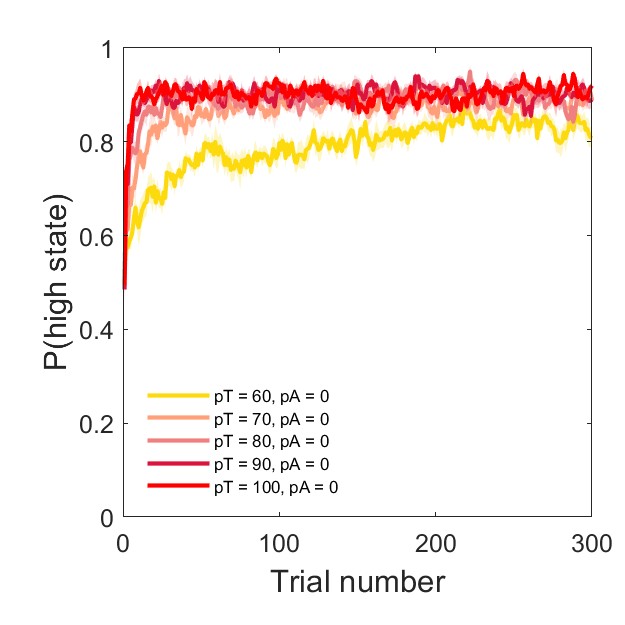 1
0.8
0.6
0.4
0.2
0
P(high state)
pT = 60, pA = 0
pT = 70, pA = 0
pT = 80, pA = 0
pT = 90, pA = 0
pT = 100, pA = 0
0 100 200 300
Trial number